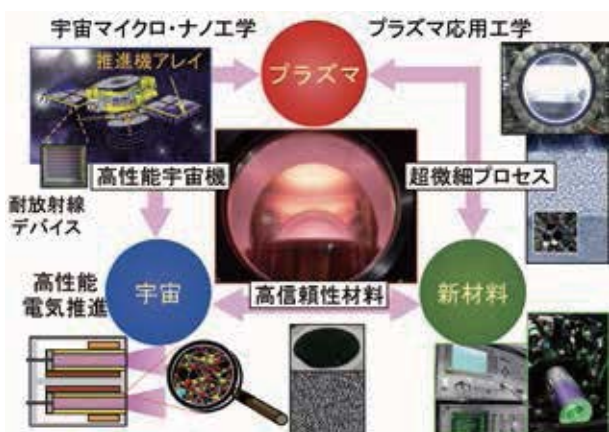 宇宙マイクロ・ナノ工学
プラズマ応用工学
推進機アレイ
プラズマ
高性能宇宙機
超微細プロセス
耐放射線
デバイス
高性能
電気推進
宇宙
高信頼性材料
新材料